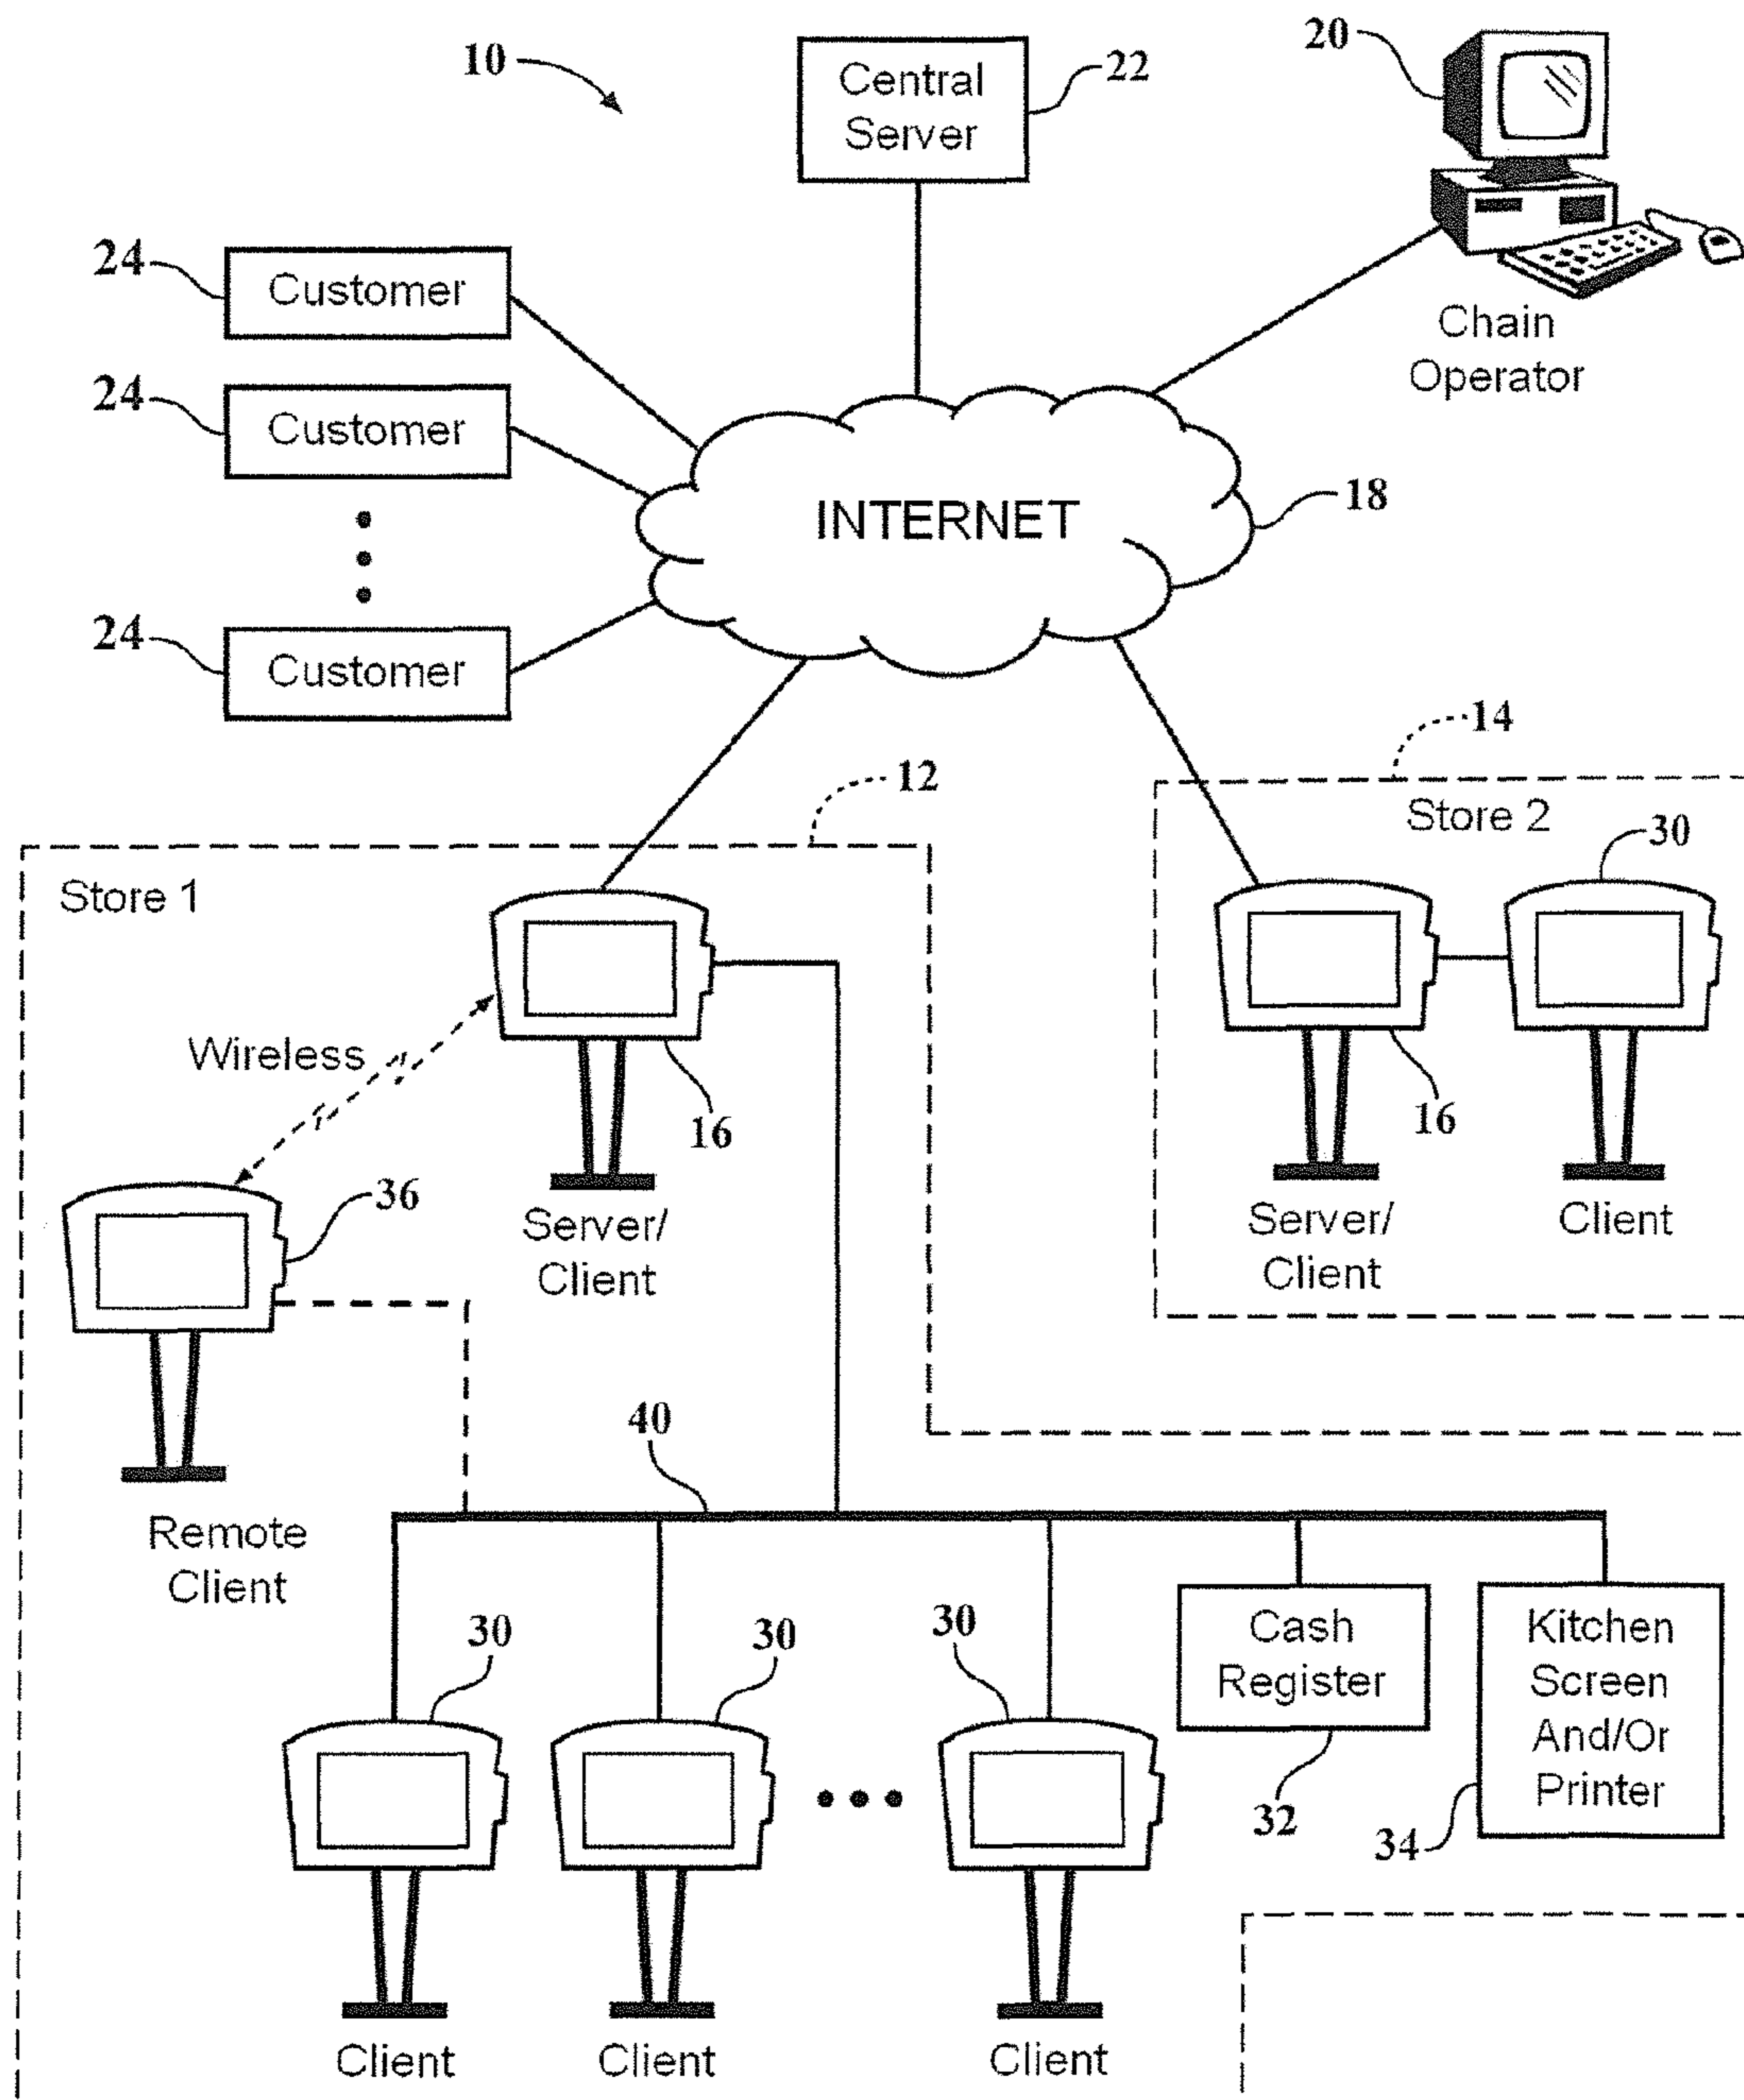 10
Central
Server
22
20
Chain
Operator
24
Customer
24
Customer
24
Customer
INTERNET
18
12
14
Store 1
Store 2
30
Wireless
16
Server/
Client
16
Server/
Client
Client
36
Remote
Client
40
30
30
30
Cash
Register
32
Kitchen
Screen
And/Or
Printer
34
Client
Client
Client